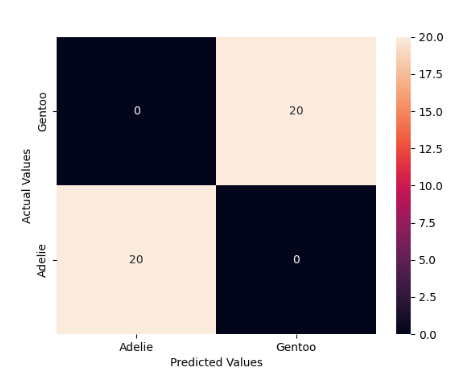 Gentoo
0
20
Adelie
20
0
Actual Values
Adelie
Gentoo
Predicted Values
20.0
17.5
15.0
12.5
10.0
7.5
5.0
2.5
0.0